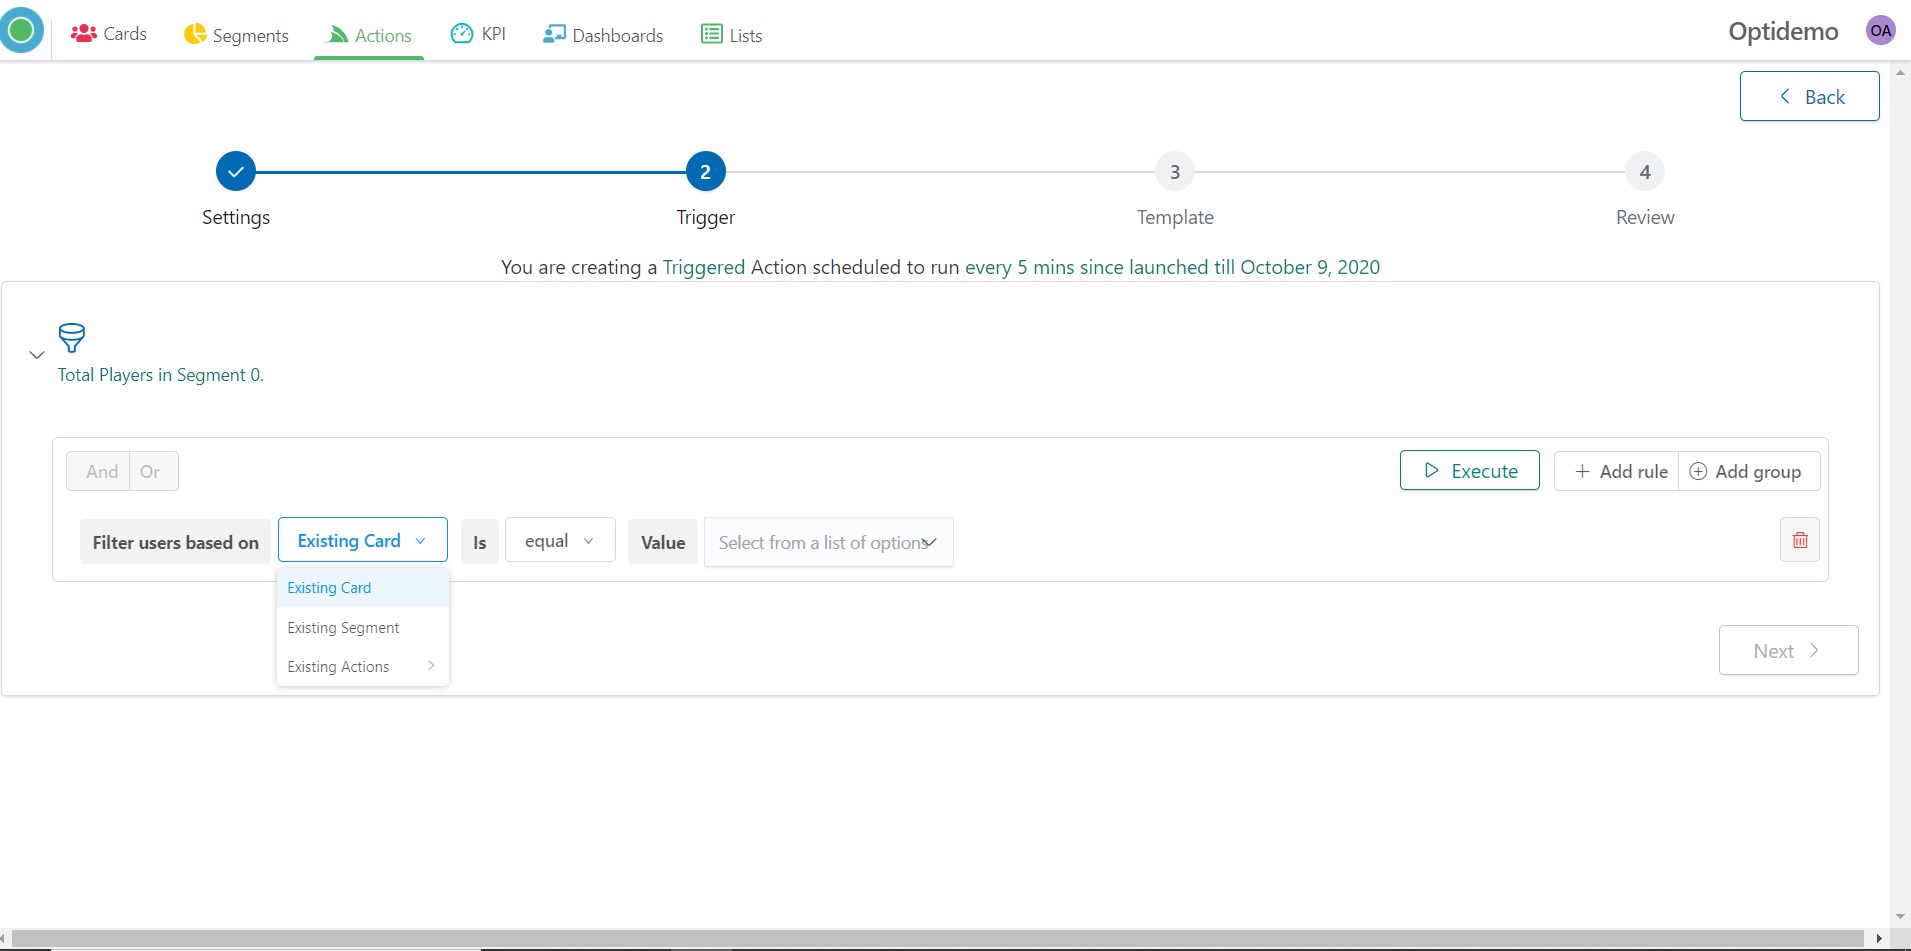 Cards Segments Actions KPI Dashboards Lists Optidemo OA
Back
2 3 4
Settings Trigger Template Review
You are creating a Triggered Action scheduled to run every 5 mins since launched till October 9, 2020
Total Players in Segment 0.
And Or Execute Add rule Add group
Filter users based on Existing Card Is equal Value Select from a list of options
Existing Card
Existing Segment
Existing Actions
Next